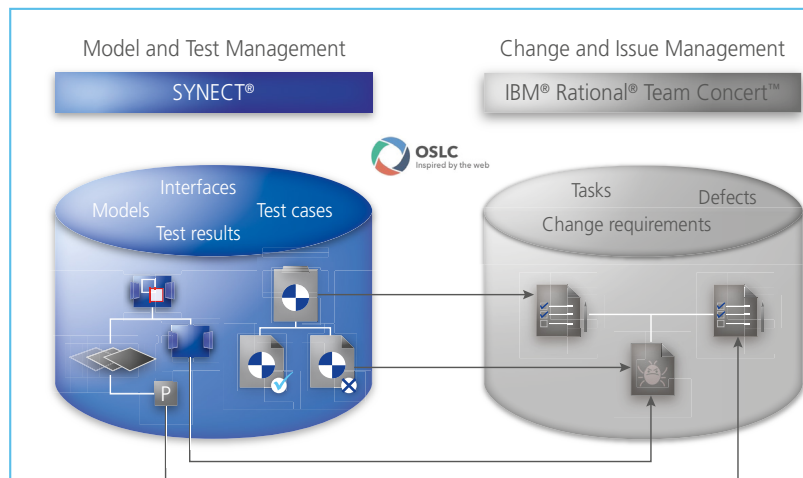 Model and Test Management
Change and Issue Management
SYNECT®
IBM® Rational® Team Concert™
OSLC
Inspired by the web
Interfaces
Models
Test cases
Test results
Tasks
Defects
Change requirements
P